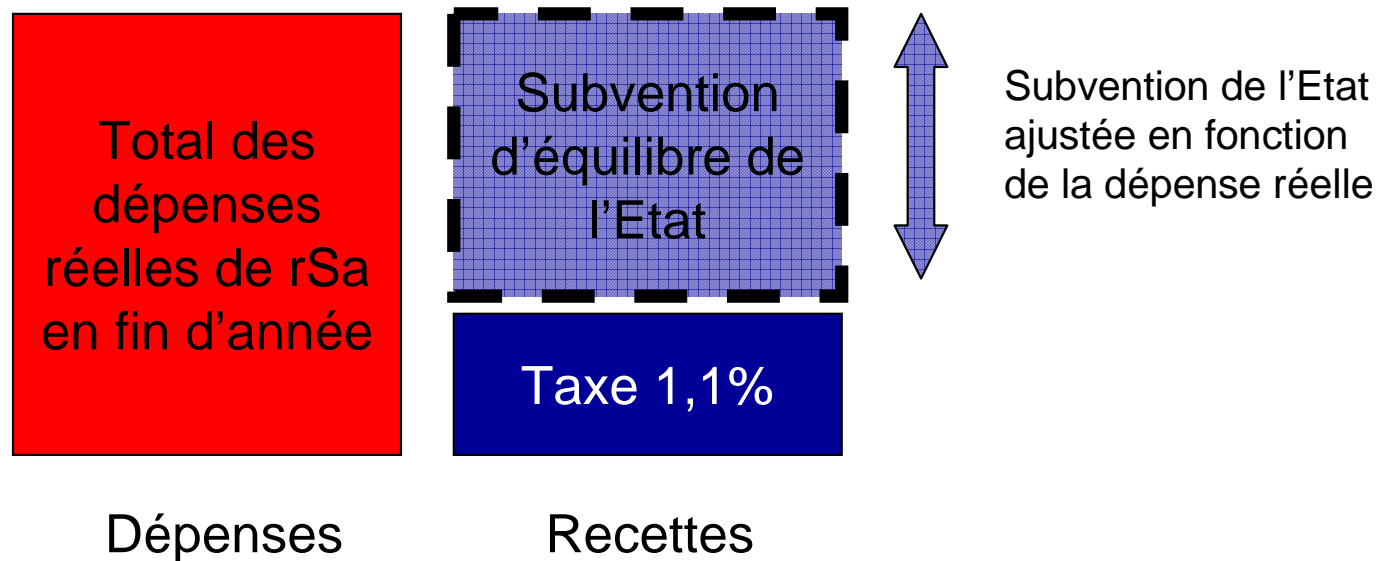 Total des
dépenses
réelles de rSa
en fin d’année
Subvention
d’équilibre de
l’Etat
Taxe 1,1%
Subvention de l’Etat
ajustée en fonction
de la dépense réelle
Dépenses
Recettes